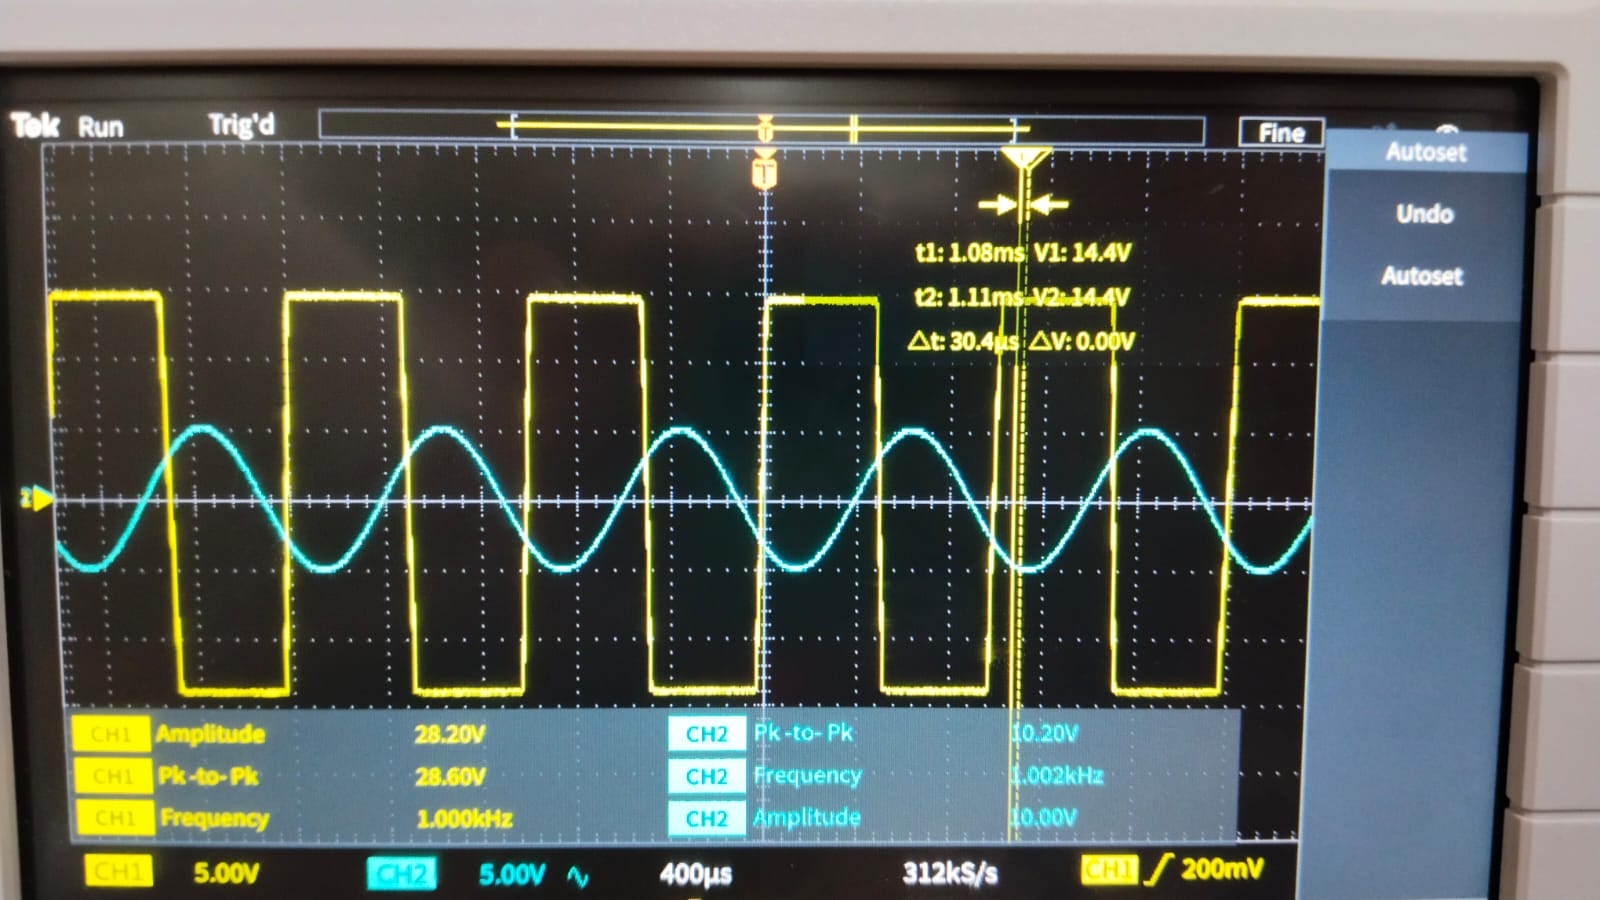 Tek Run Trig'd Fine
Autoset
T
T
Undo
t1: 1.08ms V1: 14.4V
Autoset
t2: 1.11ms V2: 14.4V
Δt: 30.4µs ΔV: 0.00V
2
CH1 Amplitude 28.20V CH2 Pk-to-Pk 10.20V
CH1 Pk-to-Pk 28.60V CH2 Frequency 1.002kHz
CH1 Frequency 1.000kHz CH2 Amplitude 10.00V
CH1 5.00V CH2 5.00V 400µs 312kS/s CH1 200mV